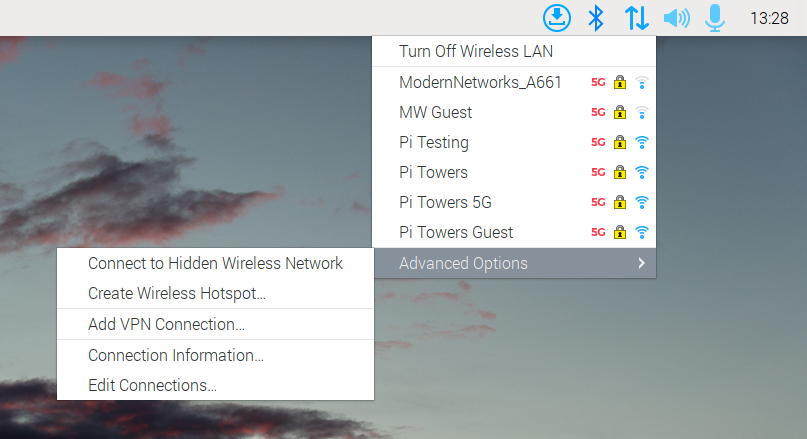 13:28
Turn Off Wireless LAN
ModernNetworks_A661 5G
MW Guest 5G
Pi Testing 5G
Pi Towers 5G
Pi Towers 5G 5G
Pi Towers Guest 5G
Advanced Options
Connect to Hidden Wireless Network
Create Wireless Hotspot...
Add VPN Connection...
Connection Information...
Edit Connections...